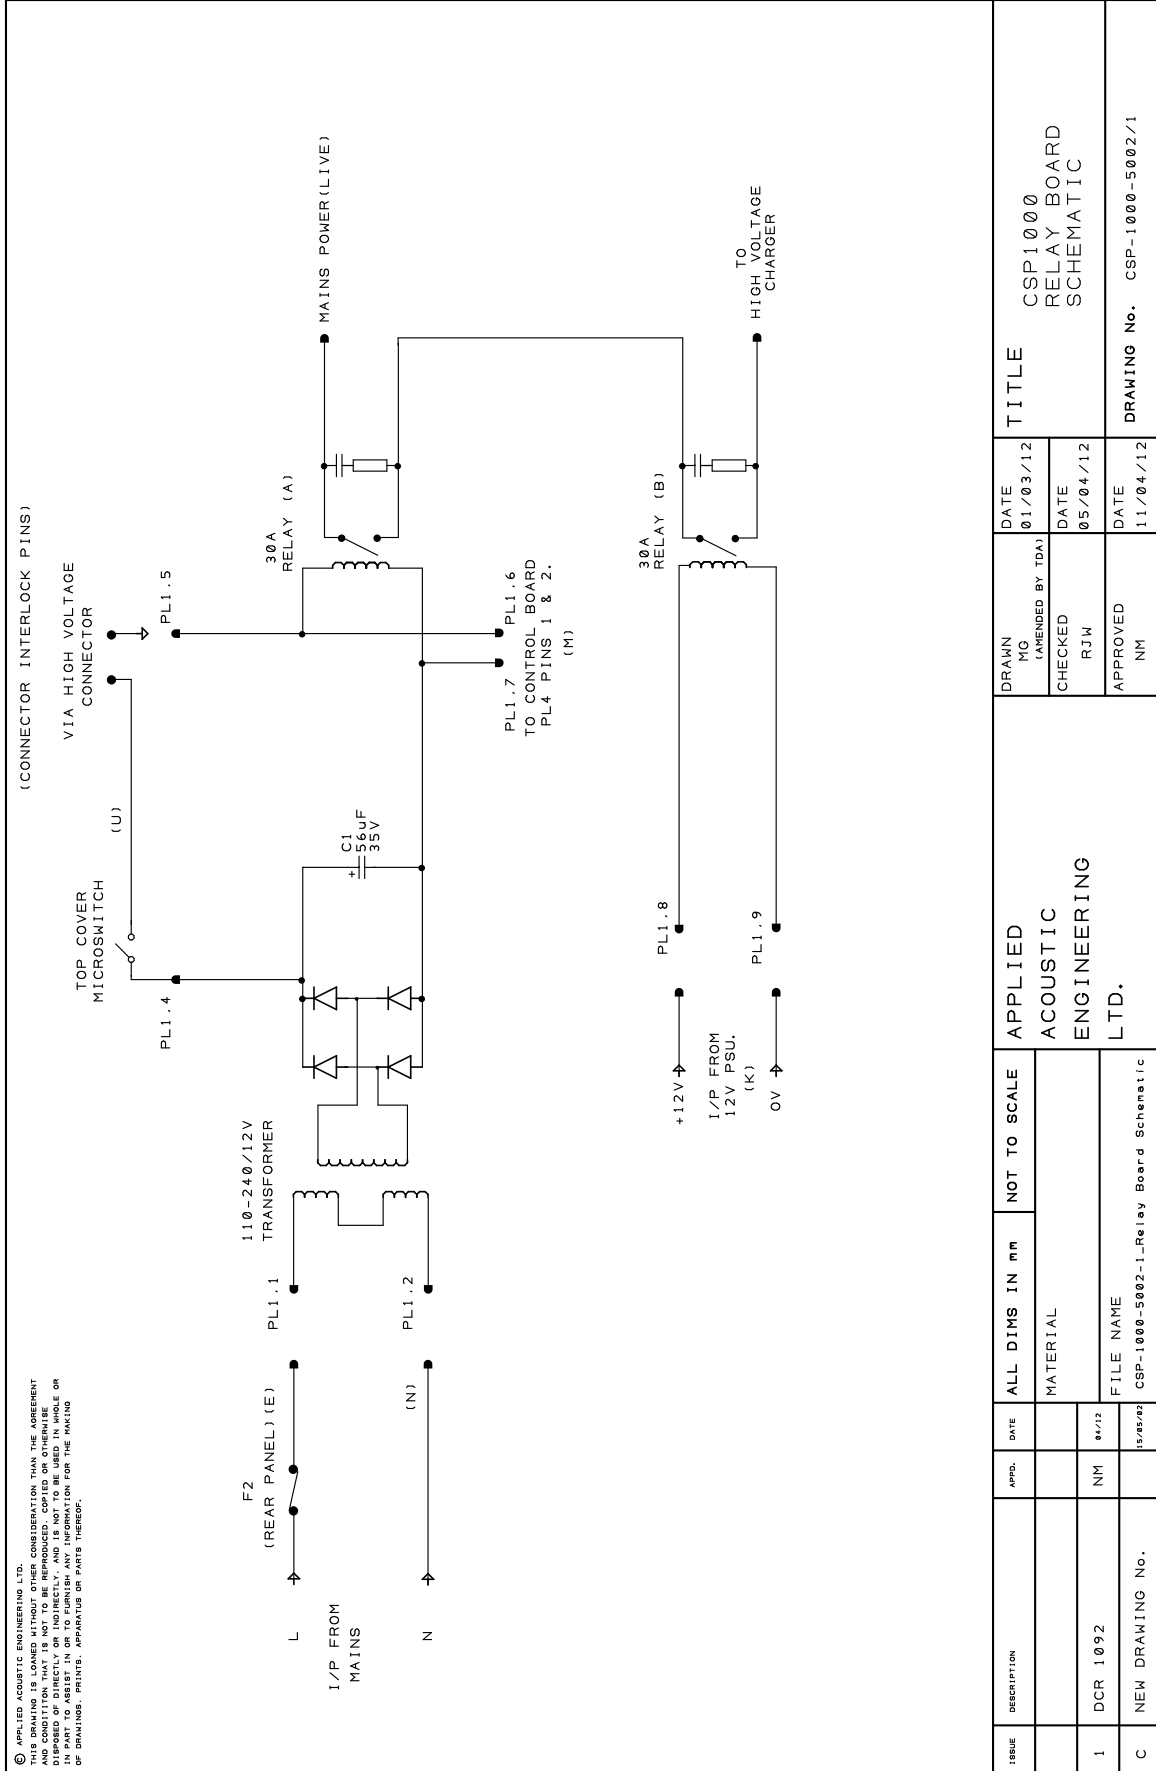 © APPLIED ACOUSTIC ENGINEERING LTD.
THIS DRAWING IS LOANED WITHOUT OTHER CONSIDERATION THAN THE AGREEMENT
AND CONDITITON THAT IS NOT TO BE REPRODUCED. COPIED OR OTHERWISE
DISPOSED OF DIRECTLY OR INDIRECTLY. AND IS NOT TO BE USED IN WHOLE OR
IN PART TO ASSIST IN OR TO FURNISH ANY INFORMATION FOR THE MAKING
OF DRAWINGS. PRINTS. APPARATUS OR PARTS THEREOF.
(CONNECTOR INTERLOCK PINS)
VIA HIGH VOLTAGE
CONNECTOR
TOP COVER
MICROSWITCH
(U)
PL1.4
PL1.5
I/P FROM
MAINS
L
N
F2
(REAR PANEL)(E)
(N)
PL1.1
PL1.2
110-240/12V
TRANSFORMER
C1
56uF
35V
+
30A
RELAY (A)
MAINS POWER(LIVE)
PL1.7
PL1.6
TO CONTROL BOARD
PL4 PINS 1 & 2.
(M)
30A
RELAY (B)
TO
HIGH VOLTAGE
CHARGER
PL1.8
PL1.9
+12V
I/P FROM
12V PSU.
(K)
0V
ISSUE
DESCRIPTION
APPD.
DATE
1
DCR 1092
NM
04/12
C
NEW DRAWING No.
15/05/02
ALL DIMS IN mm
NOT TO SCALE
MATERIAL
FILE NAME
CSP-1000-5002-1_Relay Board Schematic
APPLIED
ACOUSTIC
ENGINEERING
LTD.
DRAWN
MG
(AMENDED BY TDA)
DATE
01/03/12
CHECKED
RJW
DATE
05/04/12
APPROVED
NM
DATE
11/04/12
TITLE
CSP1000
RELAY BOARD
SCHEMATIC
DRAWING No. CSP-1000-5002/1